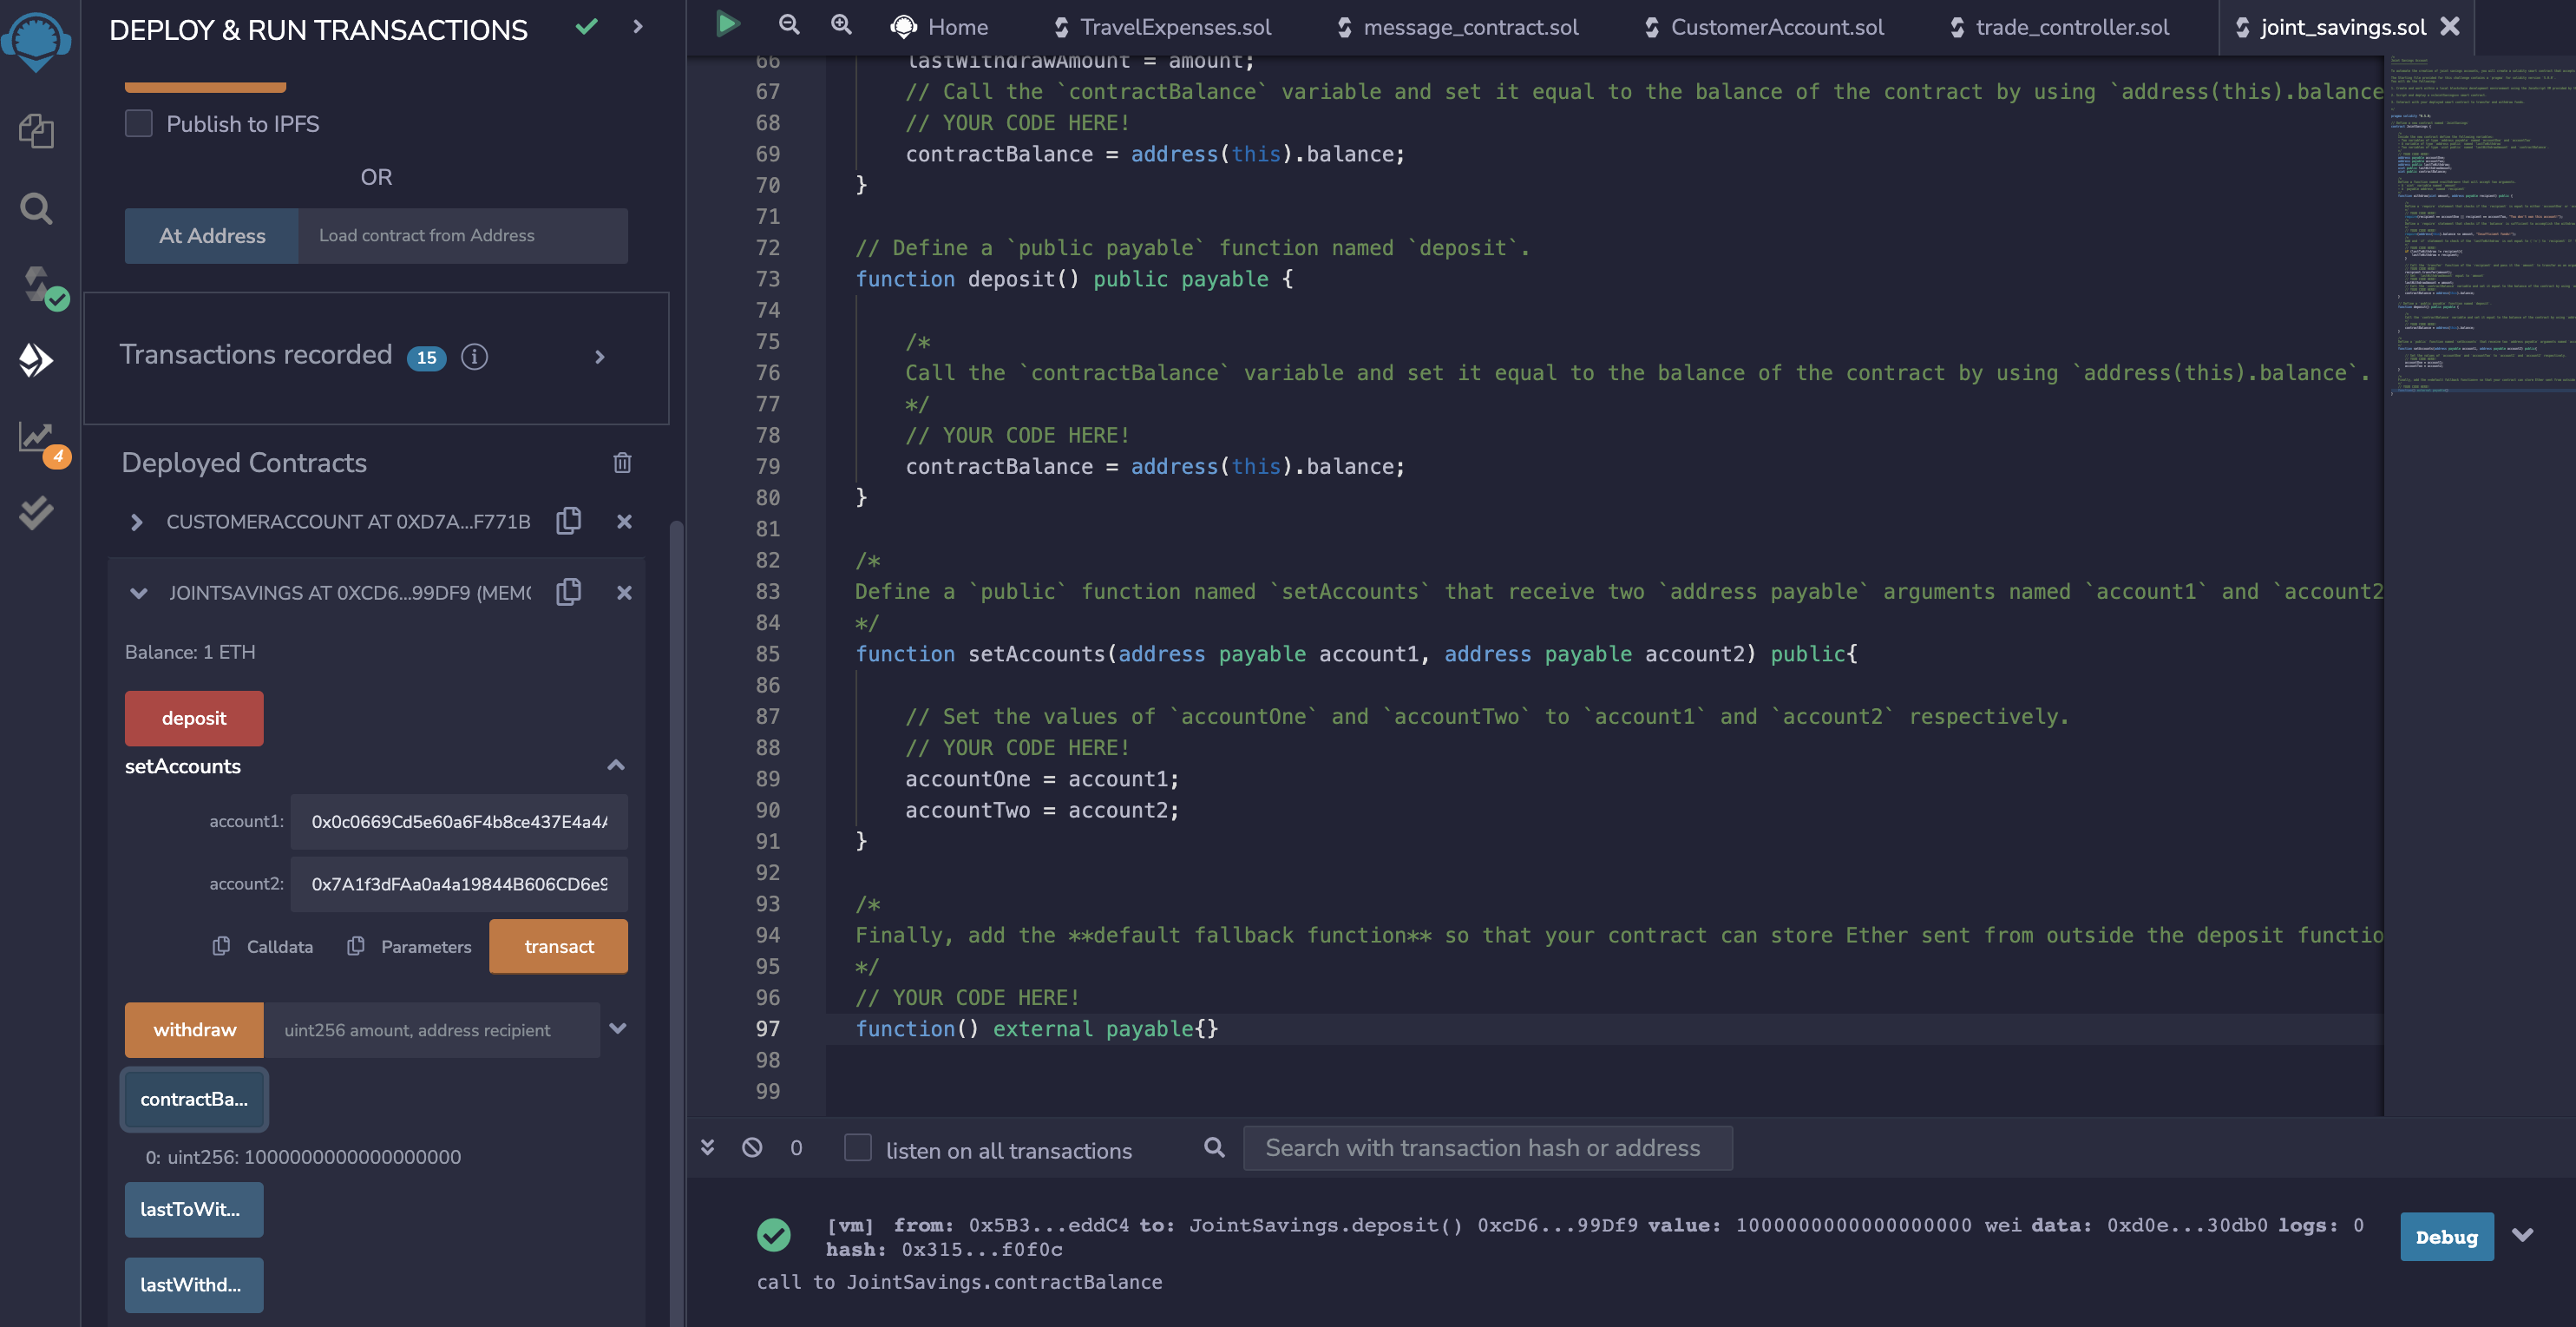 DEPLOY & RUN TRANSACTIONS
Publish to IPFS
OR
At Address
Load contract from Address
Transactions recorded 15 i
Deployed Contracts
CUSTOMERACCOUNT AT 0XD7A...F771B
JOINTSAVINGS AT 0XCD6...99DF9 (MEMO
Balance: 1 ETH
deposit
setAccounts
account1: 0x0c0669Cd5e60a6F4b8ce437E4a4A
account2: 0x7A1f3dFAa0a4a19844B606CD6e9
Calldata Parameters transact
withdraw uint256 amount, address recipient
contractBa...
0: uint256: 1000000000000000000
lastToWit...
lastWithd...
4
Home TravelExpenses.sol message_contract.sol CustomerAccount.sol trade_controller.sol joint_savings.sol
66 lastWithdrawAmount = amount;
67 // Call the `contractBalance` variable and set it equal to the balance of the contract by using `address(this).balance
68 // YOUR CODE HERE!
69 contractBalance = address(this).balance;
70 }
71
72 // Define a `public payable` function named `deposit`.
73 function deposit() public payable {
74
75 /*
76 Call the `contractBalance` variable and set it equal to the balance of the contract by using `address(this).balance`.
77 */
78 // YOUR CODE HERE!
79 contractBalance = address(this).balance;
80 }
81
82 /*
83 Define a `public` function named `setAccounts` that receive two `address payable` arguments named `account1` and `account2
84 */
85 function setAccounts(address payable account1, address payable account2) public{
86
87 // Set the values of `accountOne` and `accountTwo` to `account1` and `account2` respectively.
88 // YOUR CODE HERE!
89 accountOne = account1;
90 accountTwo = account2;
91 }
92
93 /*
94 Finally, add the **default fallback function** so that your contract can store Ether sent from outside the deposit functio
95 */
96 // YOUR CODE HERE!
97 function() external payable{}
98
99
0 listen on all transactions Search with transaction hash or address
[vm] from: 0x5B3...eddC4 to: JointSavings.deposit() 0xcD6...99Df9 value: 1000000000000000000 wei data: 0xd0e...30db0 logs: 0
hash: 0x315...f0f0c
Debug
call to JointSavings.contractBalance